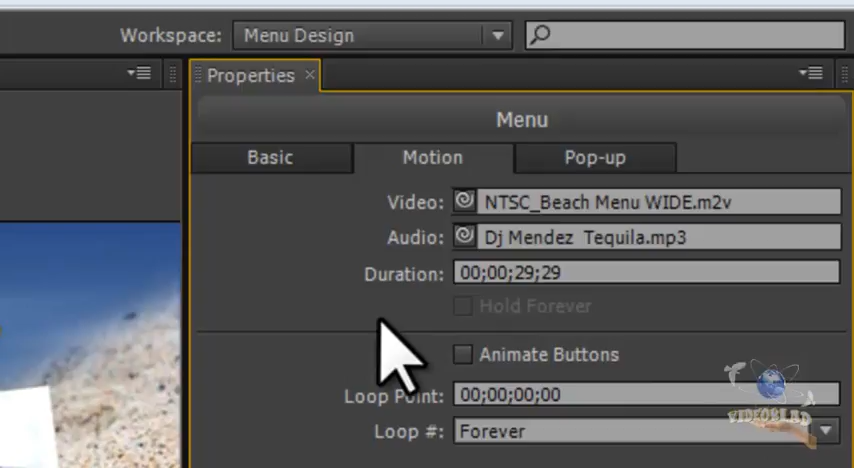 Workspace: Menu Design
Properties ×
Menu
Basic Motion Pop-up
Video: NTSC_Beach Menu WIDE.m2v
Audio: Dj Mendez  Tequila.mp3
Duration: 00;00;29;29
Hold Forever
Animate Buttons
Loop Point: 00;00;00;00
Loop #: Forever